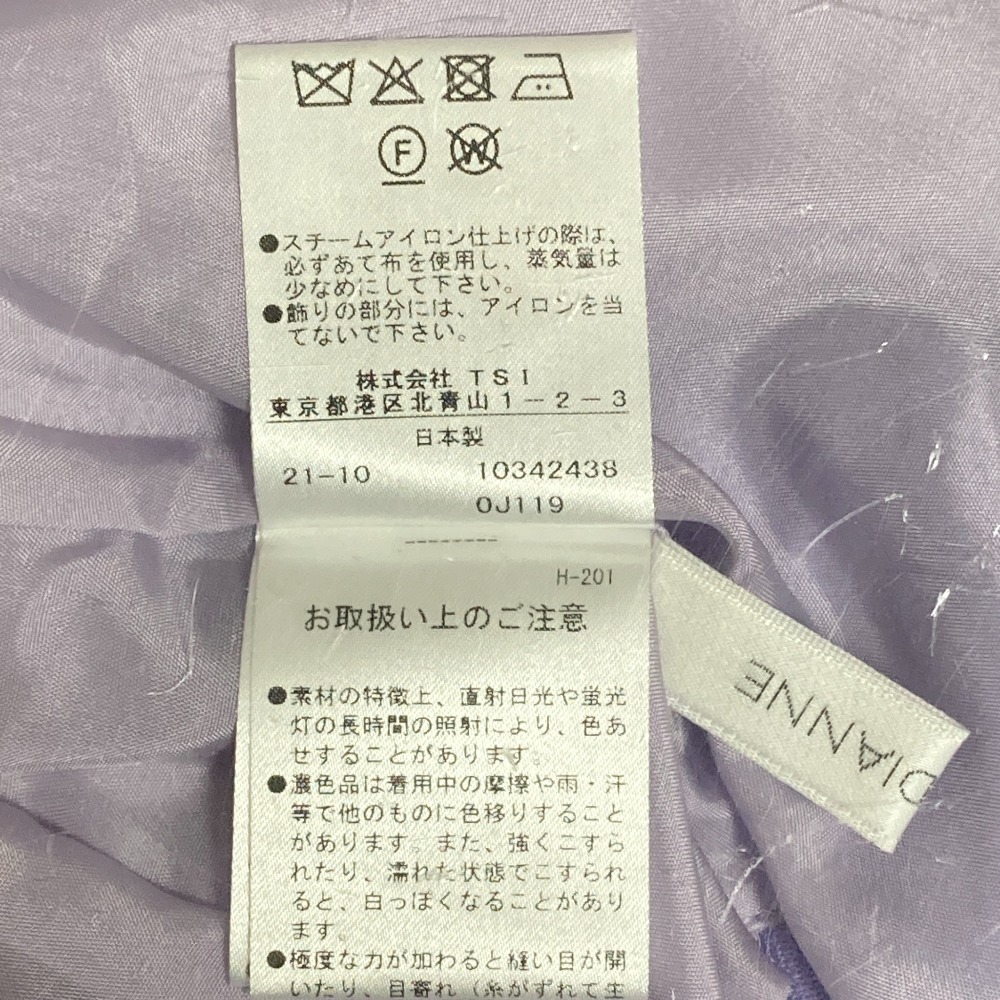 F W
●スチームアイロン仕上げの際は、
必ずあて布を使用し、蒸気量は
少なめにして下さい。
●飾りの部分には、アイロンを当
てないで下さい。
株式会社 TSI
東京都港区北青山1-2-3
日本製
21-10 10342438
0J119
H-201
お取扱い上のご注意
●素材の特徴上、直射日光や蛍光
灯の長時間の照射により、色あ
せすることがあります。
●濃色品は着用中の摩擦や雨・汗
等で他のものに色移りすること
があります。また、強くこすら
れたり、濡れた状態でこすられ
ると、白っぽくなることがあり
ます。
●極度な力が加わると縫い目が開
いたり、目寄れ（糸がずれて生
DIANNE